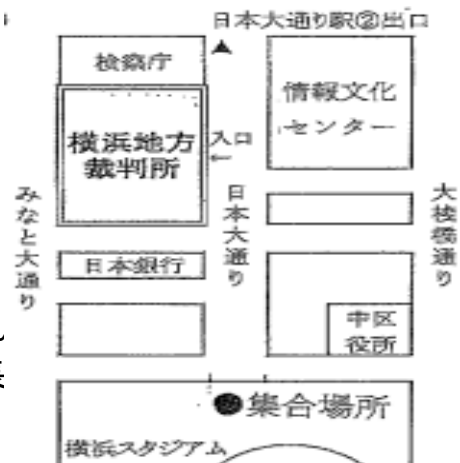 日本大通り駅②出口
検察庁
▲
情報文化
センター
横浜地方
裁判所
入口
←
みなと大通り
日本大通り
大桟橋通り
日本銀行
中区
役所
●集合場所
横浜スタジアム